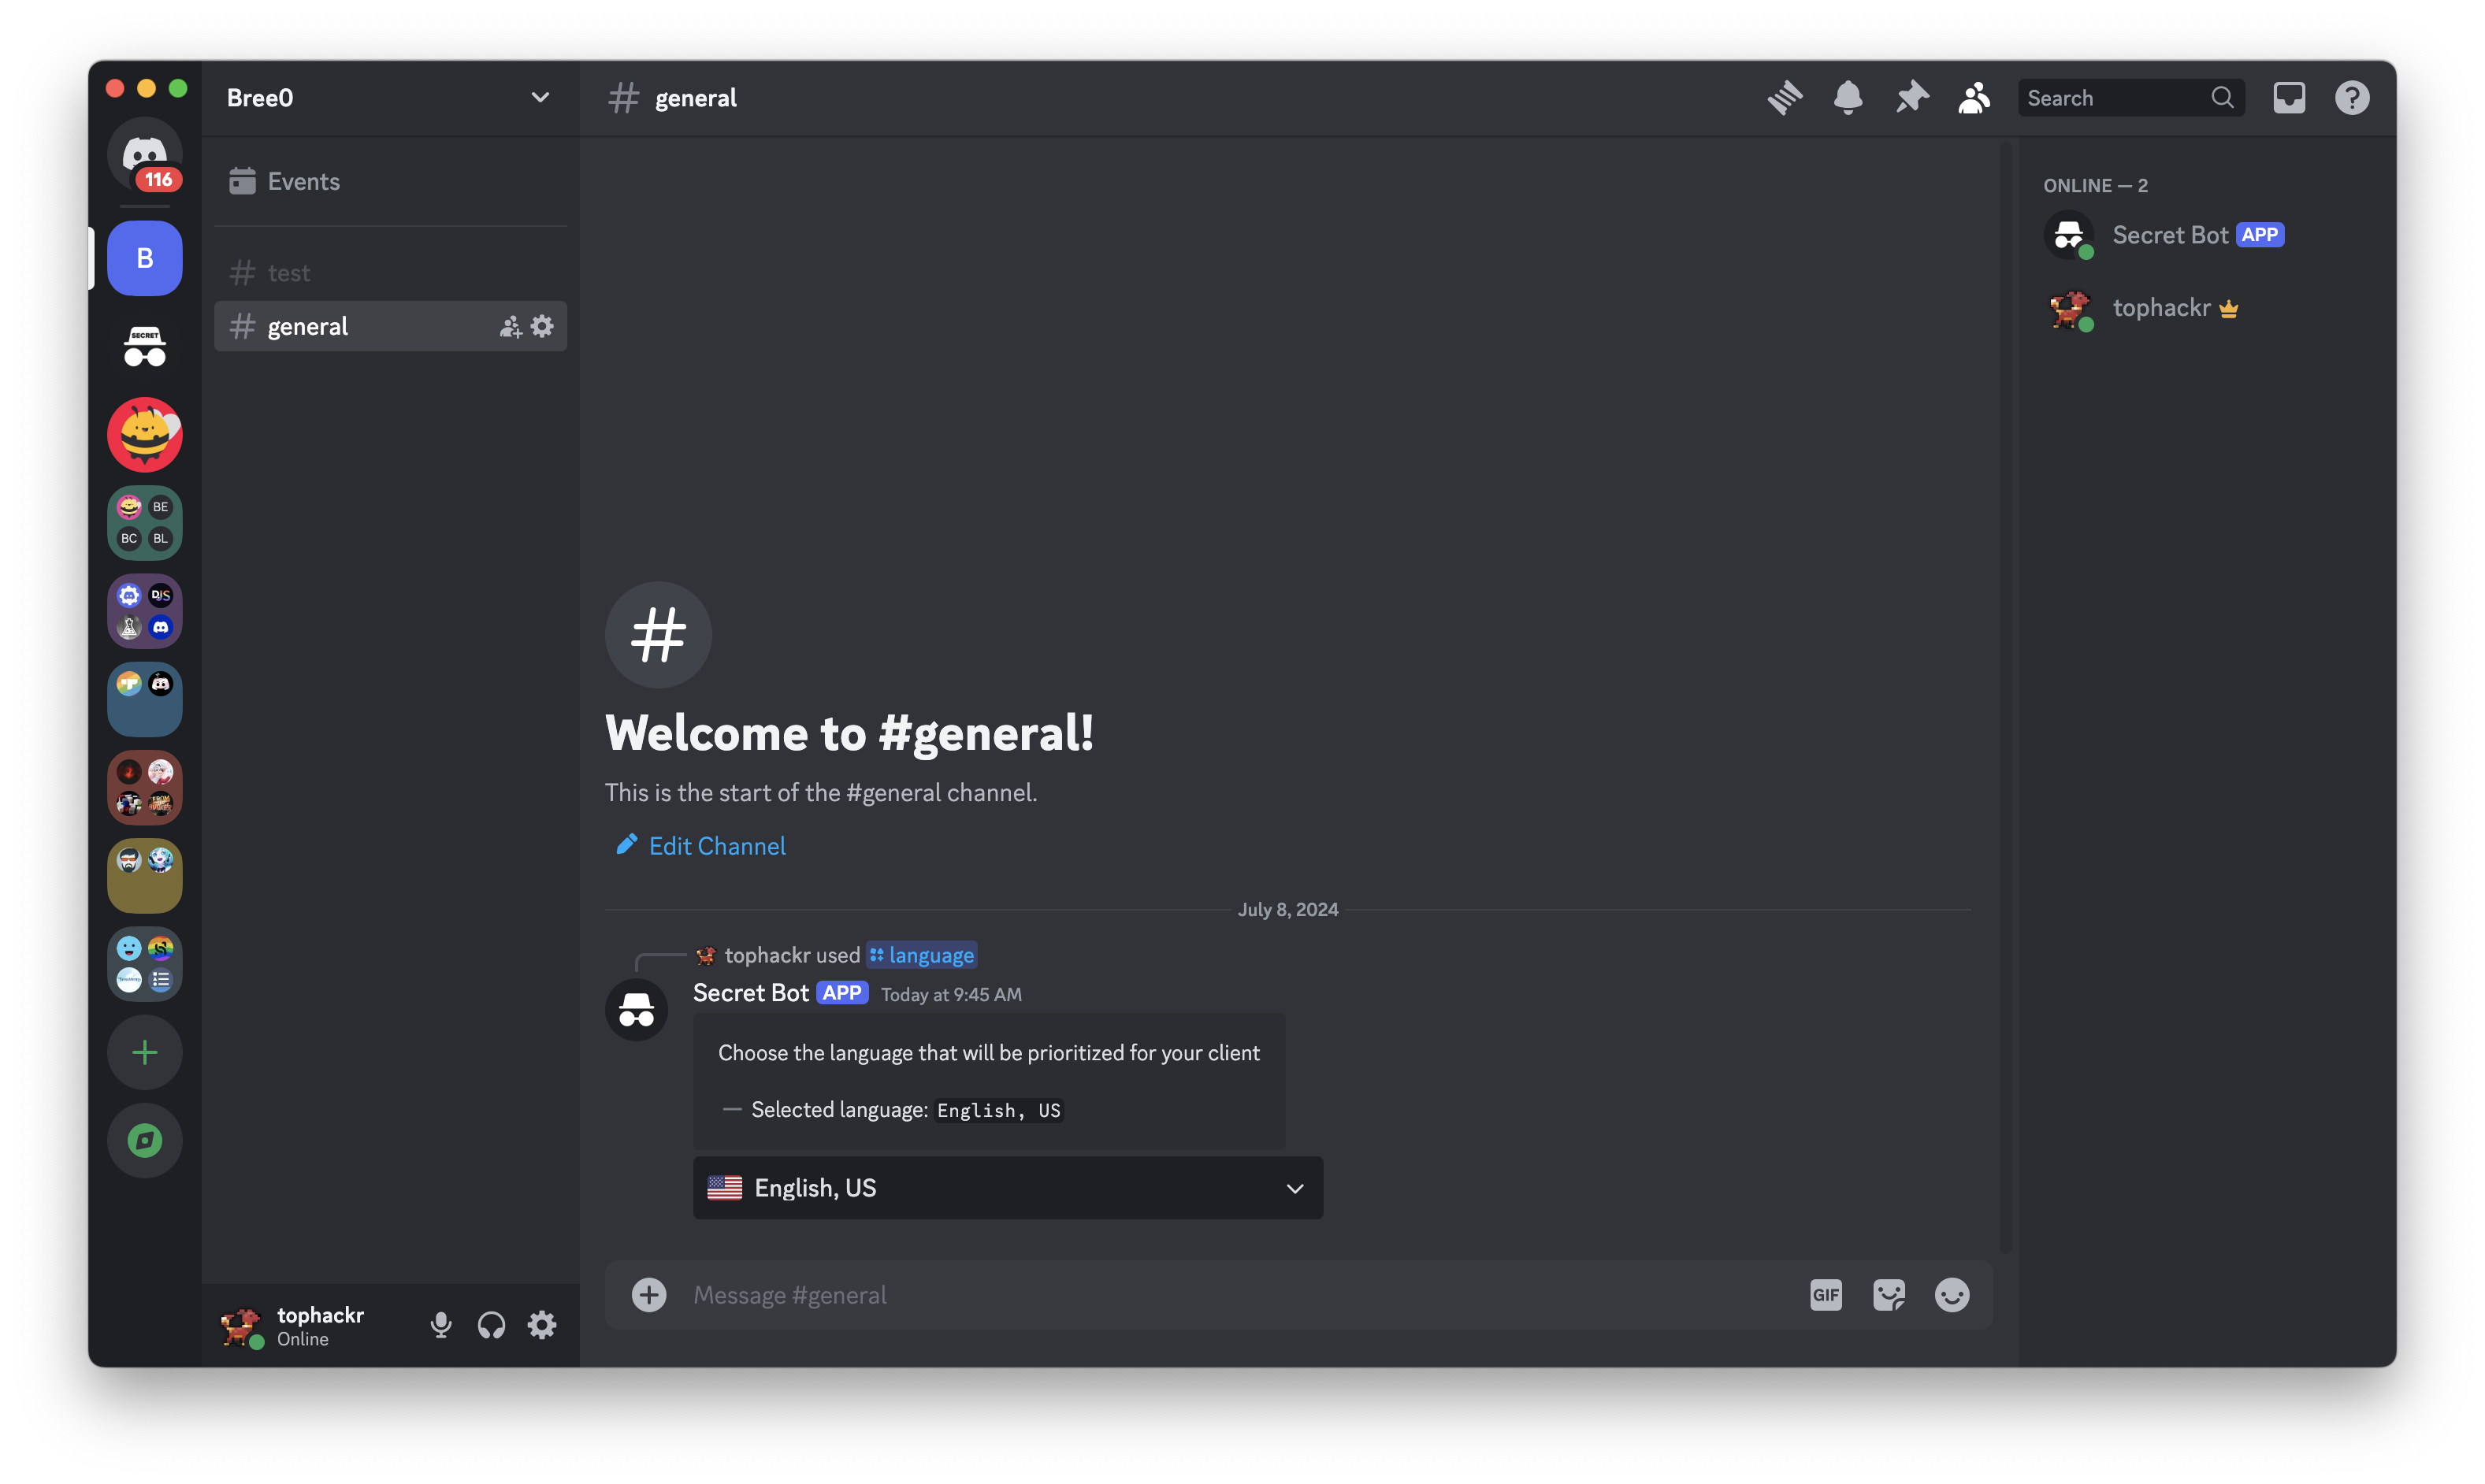 116
B
SECRET
BE
BC BL
DJS
Bree0
Events
test
general
tophackr
Online
general
Search
Welcome to #general!
This is the start of the #general channel.
Edit Channel
July 8, 2024
tophackr used language
Secret Bot APP Today at 9:45 AM
Choose the language that will be prioritized for your client
— Selected language: English, US
English, US
Message #general
GIF
ONLINE — 2
Secret Bot APP
tophackr